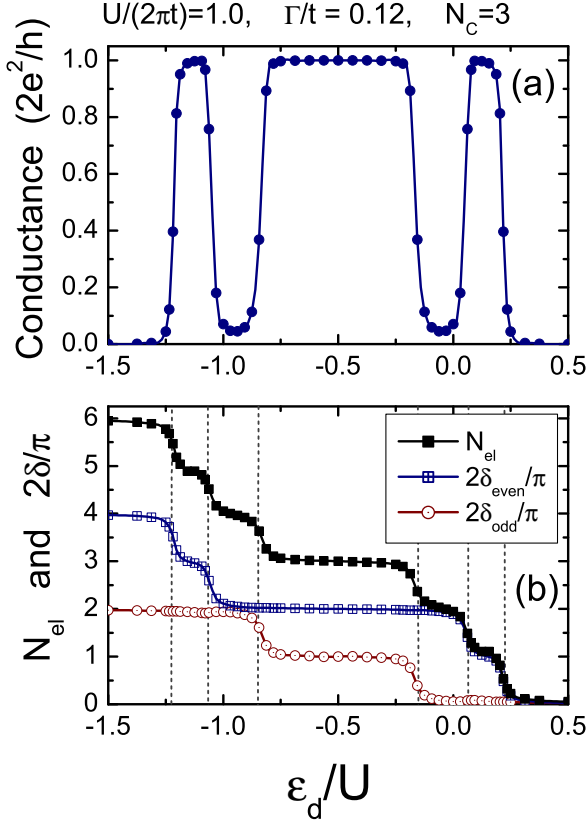 U/(2πt)=1.0, Γ/t = 0.12, N_C=3
Conductance (2e²/h)
(a)
1.0
0.8
0.6
0.4
0.2
0.0
-1.5 -1.0 -0.5 0.0 0.5
N_el and 2δ/π
6
5
4
3
2
1
0
N_el
2δ_even/π
2δ_odd/π
(b)
-1.5 -1.0 -0.5 0.0 0.5
ε_d/U